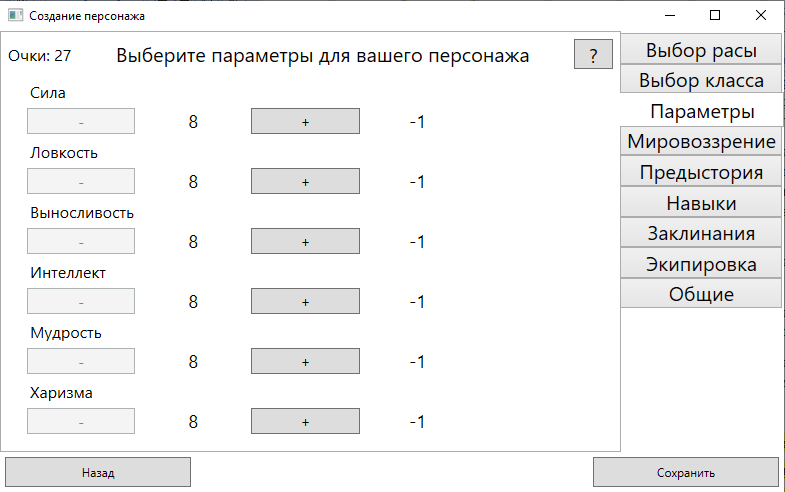 Создание персонажа
Очки: 27
Выберите параметры для вашего персонажа
?
Сила
- 8 + -1
Ловкость
- 8 + -1
Выносливость
- 8 + -1
Интеллект
- 8 + -1
Мудрость
- 8 + -1
Харизма
- 8 + -1
Выбор расы
Выбор класса
Параметры
Мировоззрение
Предыстория
Навыки
Заклинания
Экипировка
Общие
Назад
Сохранить